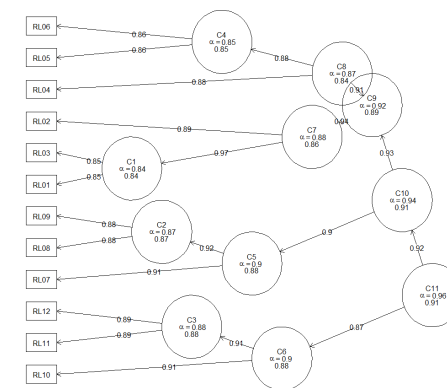 RL06
RL05
RL04
RL02
RL03
RL01
RL09
RL08
RL07
RL12
RL11
RL10
C4
α = 0.85
0.85
C8
α = 0.87
0.84
C9
α = 0.92
0.89
C7
α = 0.88
0.86
C1
α = 0.84
0.84
C10
α = 0.94
0.91
C2
α = 0.87
0.87
C5
α = 0.9
0.88
C11
α = 0.96
0.91
C3
α = 0.88
0.88
C6
α = 0.9
0.88
0.86
0.86
0.88
0.88
0.91
0.94
0.89
0.97
0.85
0.85
0.93
0.88
0.88
0.92
0.9
0.91
0.92
0.89
0.89
0.91
0.87
0.91